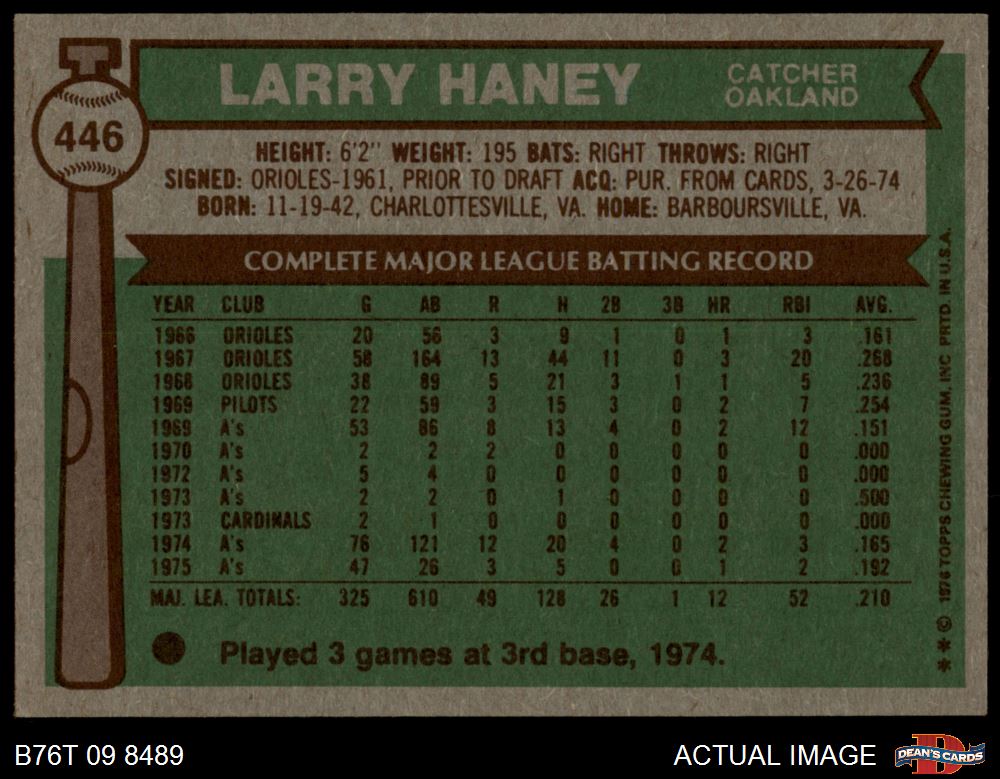 LARRY HANEY
CATCHER
OAKLAND
446
HEIGHT: 6'2" WEIGHT: 195 BATS: RIGHT THROWS: RIGHT
SIGNED: ORIOLES-1961, PRIOR TO DRAFT ACQ: PUR. FROM CARDS, 3-26-74
BORN: 11-19-42, CHARLOTTESVILLE, VA. HOME: BARBOURSVILLE, VA.
COMPLETE MAJOR LEAGUE BATTING RECORD
YEAR CLUB G AB R H 2B 3B HR RBI AVG.
1966 ORIOLES 20 56 3 9 1 0 1 3 .161
1967 ORIOLES 58 164 13 44 11 0 3 20 .268
1968 ORIOLES 38 89 5 21 3 1 1 5 .236
1969 PILOTS 22 59 3 15 3 0 2 7 .254
1969 A's 53 86 8 13 4 0 2 12 .151
1970 A's 2 2 2 0 0 0 0 0 .000
1972 A's 5 4 0 0 0 0 0 0 .000
1973 A's 2 2 0 1 0 0 0 0 .500
1973 CARDINALS 2 1 0 0 0 0 0 0 .000
1974 A's 76 121 12 20 4 0 2 3 .165
1975 A's 47 26 3 5 0 0 1 2 .192
MAJ. LEA. TOTALS: 325 610 49 128 26 1 12 52 .210
Played 3 games at 3rd base, 1974.
** © 1976 TOPPS CHEWING GUM, INC. PRTD. IN U.S.A.
B76T 09 8489
ACTUAL IMAGE
DEAN'S CARDS